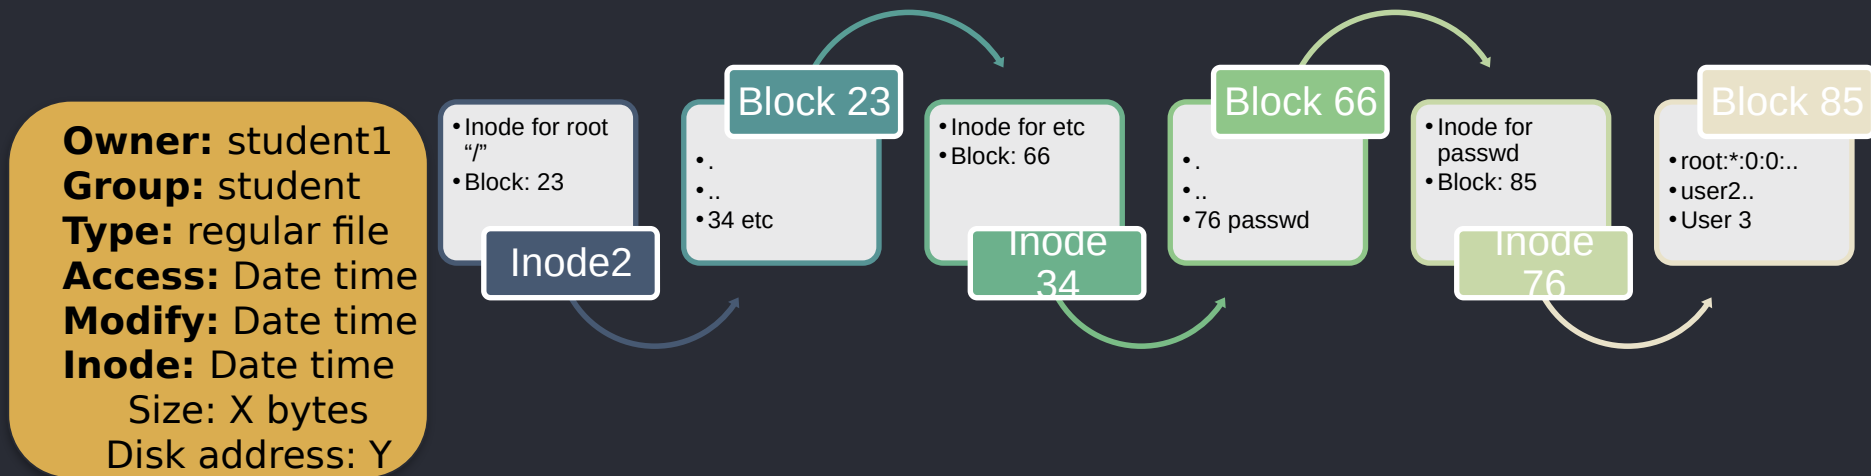 Owner: student1
Group: student
Type: regular file
Access: Date time
Modify: Date time
Inode: Date time
Size: X bytes
Disk address: Y
• Inode for root
“/”
• Block: 23
Inode2
Block 23
• .
• ..
• 34 etc
• Inode for etc
• Block: 66
Inode
34
Block 66
• .
• ..
• 76 passwd
• Inode for
passwd
• Block: 85
Inode
76
Block 85
• root:*:0:0:..
• user2..
• User 3